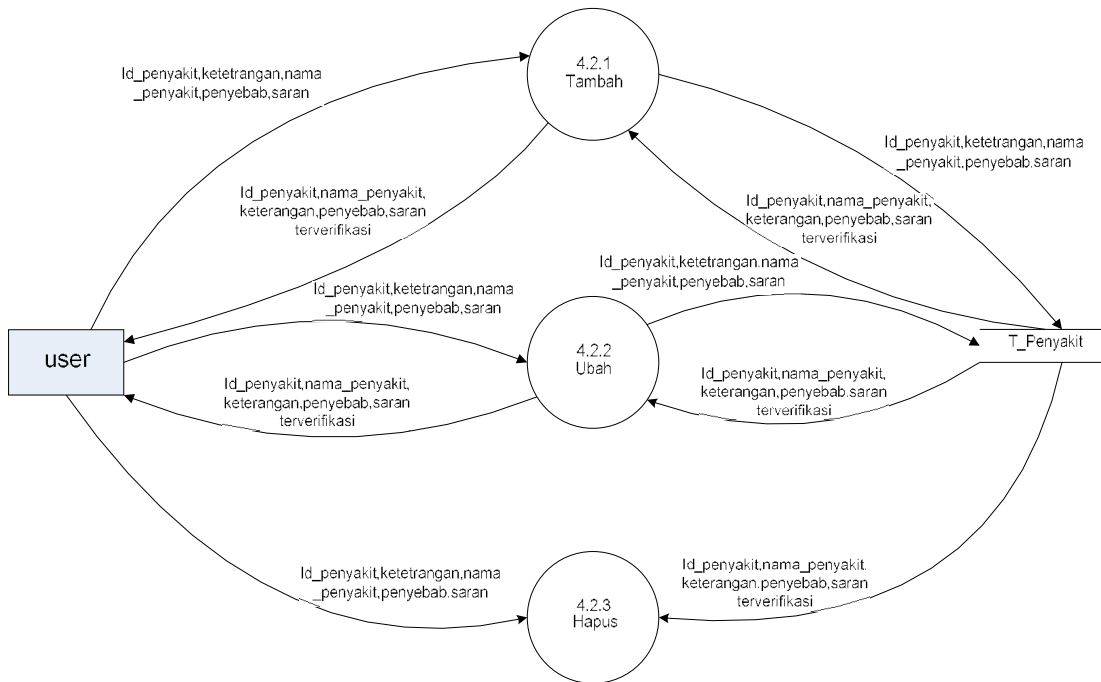 4.2.1
Tambah
Id_penyakit,ketetrangan,nama
_penyakit,penyebab,saran
Id_penyakit,ketetrangan,nama
_penyakit,penyebab,saran
Id_penyakit,nama_penyakit,
keterangan,penyebab,saran
terverifikasi
Id_penyakit,nama_penyakit,
keterangan,penyebab,saran
terverifikasi
Id_penyakit,ketetrangan,nama
_penyakit,penyebab,saran
Id_penyakit,ketetrangan,nama
_penyakit,penyebab,saran
user
4.2.2
Ubah
T_Penyakit
Id_penyakit,nama_penyakit,
keterangan,penyebab,saran
terverifikasi
Id_penyakit,nama_penyakit,
keterangan,penyebab,saran
terverifikasi
Id_penyakit,ketetrangan,nama
_penyakit,penyebab,saran
4.2.3
Hapus
Id_penyakit,nama_penyakit,
keterangan,penyebab,saran
terverifikasi